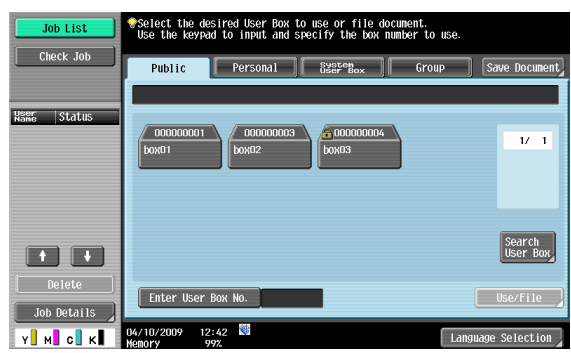 Job List
Check Job
Select the desired User Box to use or file document.
Use the keypad to input and specify the box number to use.
Public
Personal
System User Box
Group
Save Document
User Name
Status
000000001
box01
000000003
box02
000000004
box03
1/ 1
Search
User Box
Delete
Job Details
Enter User Box No.
Use/File
Y M C K
04/10/2009 12:42
Memory 99%
Language Selection